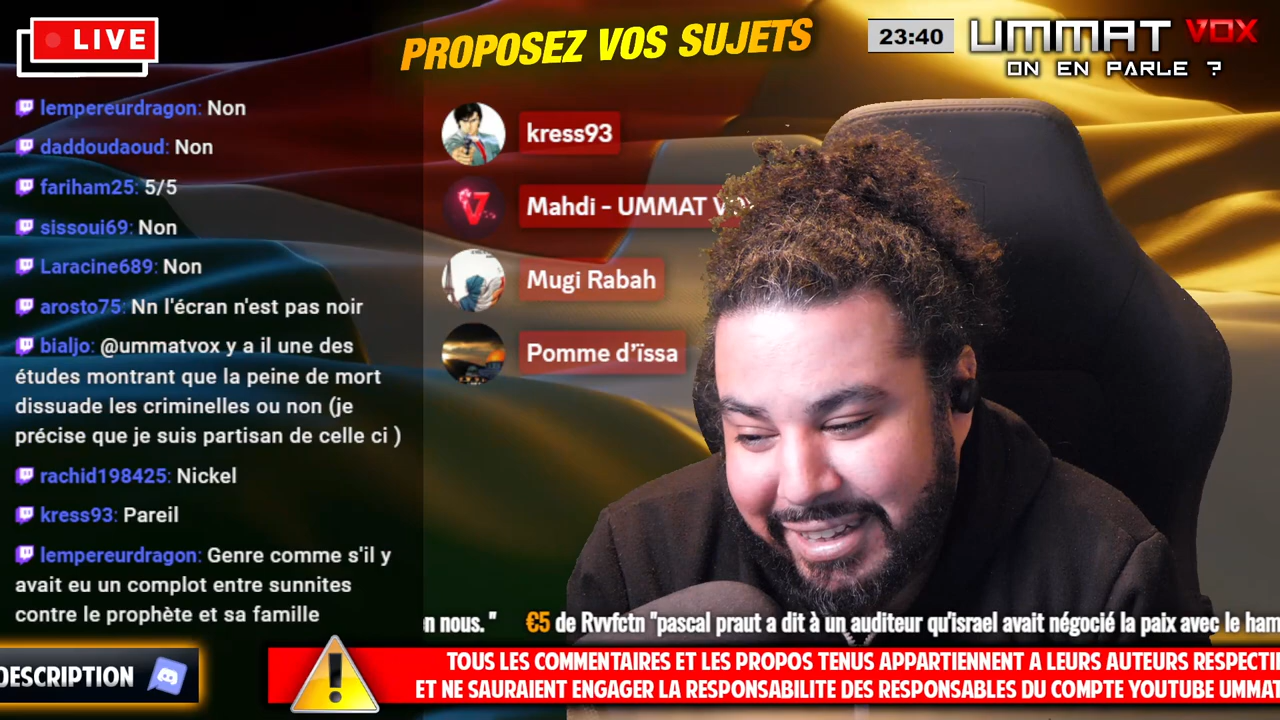 LIVE
PROPOSEZ VOS SUJETS
23:40
UMMAT VOX
ON EN PARLE ?
lempereurdragon: Non
daddoudaoud: Non
fariham25: 5/5
sissoui69: Non
Laracine689: Non
arosto75: Nn l'écran n'est pas noir
bialjo: @ummatvox y a il une des
études montrant que la peine de mort
dissuade les criminelles ou non (je
précise que je suis partisan de celle ci )
rachid198425: Nickel
kress93: Pareil
lempereurdragon: Genre comme s'il y
avait eu un complot entre sunnites
contre le prophète et sa famille
kress93
Mahdi - UMMAT VOX
Mugi Rabah
Pomme d'ïssa
n nous. " €5 de Rvvfctn "pascal praut a dit à un auditeur qu'israel avait négocié la paix avec le ham
DESCRIPTION
TOUS LES COMMENTAIRES ET LES PROPOS TENUS APPARTIENNENT A LEURS AUTEURS RESPECTI
ET NE SAURAIENT ENGAGER LA RESPONSABILITE DES RESPONSABLES DU COMPTE YOUTUBE UMMAT